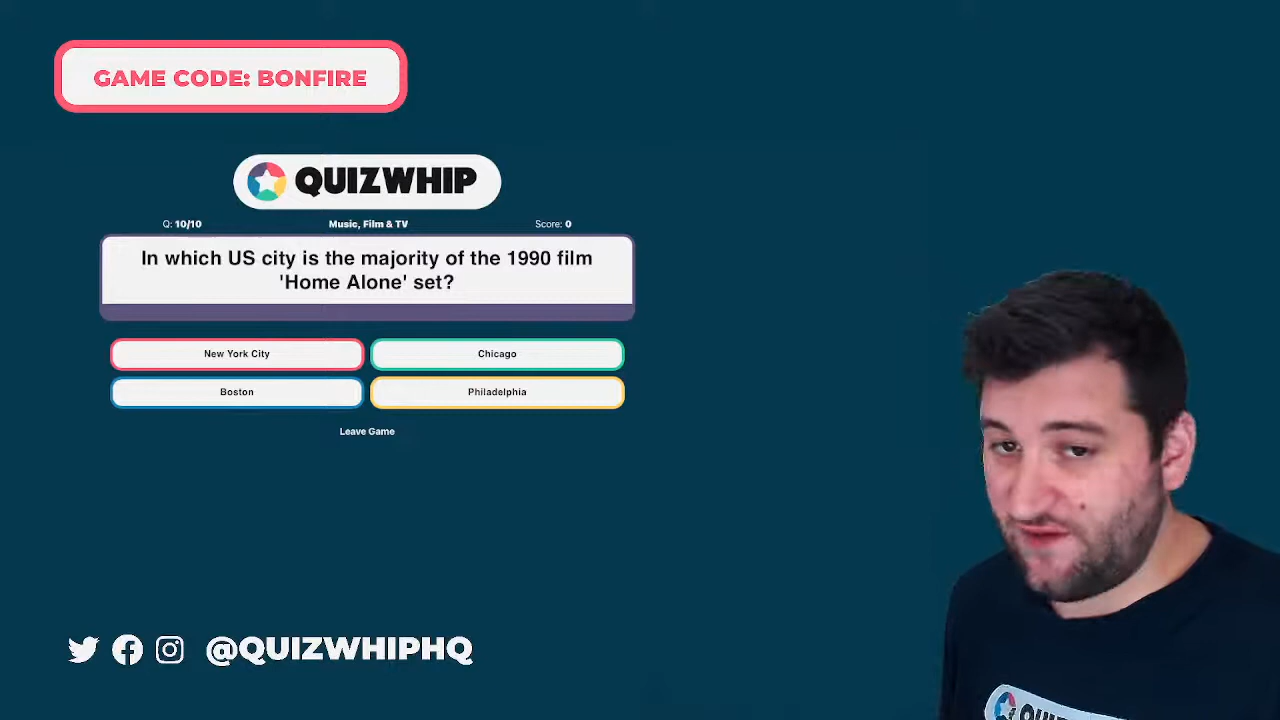 GAME CODE: BONFIRE
QUIZWHIP
Q: 10/10 Music, Film & TV Score: 0
In which US city is the majority of the 1990 film
'Home Alone' set?
New York City
Chicago
Boston
Philadelphia
Leave Game
@QUIZWHIPHQ